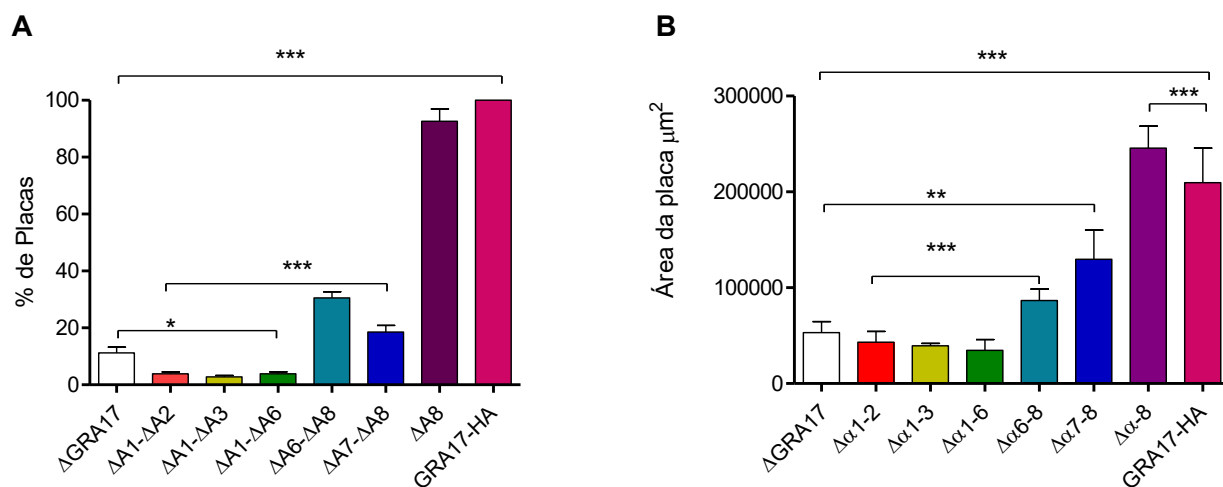 A
% de Placas
100
80
60
40
20
0
***
***
*
ΔGRA17
ΔA1-ΔA2
ΔA1-ΔA3
ΔA1-ΔA6
ΔA6-ΔA8
ΔA7-ΔA8
ΔA8
GRA17-HA
B
Área da placa μm²
300000
200000
100000
0
***
***
**
***
ΔGRA17
Δα1-2
Δα1-3
Δα1-6
Δα6-8
Δα7-8
Δα-8
GRA17-HA